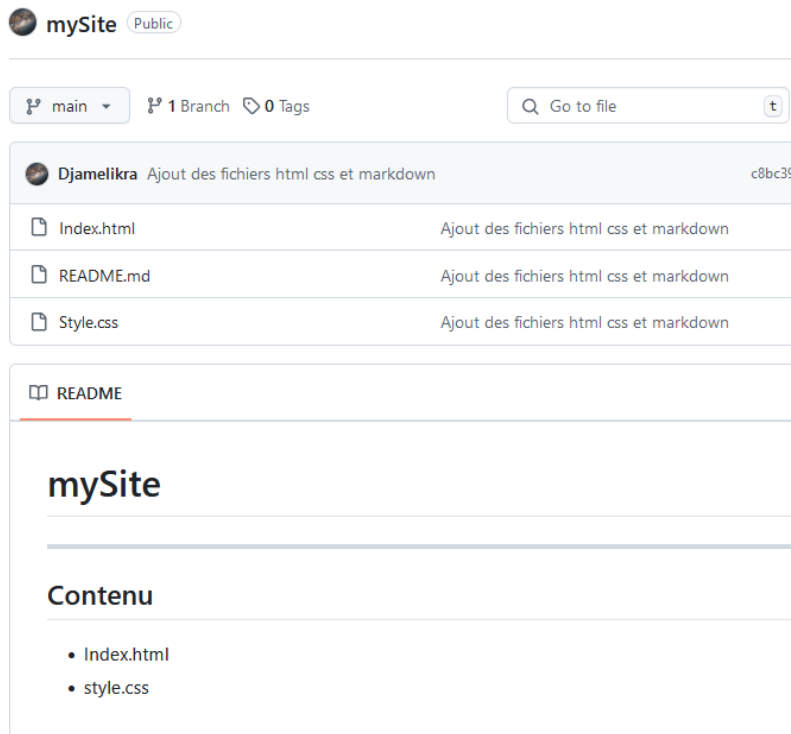 mySite Public
main 1 Branch 0 Tags Go to file t
Djamelikra Ajout des fichiers html css et markdown c8bc39
Index.html Ajout des fichiers html css et markdown
README.md Ajout des fichiers html css et markdown
Style.css Ajout des fichiers html css et markdown
README
mySite
Contenu
• Index.html
• style.css